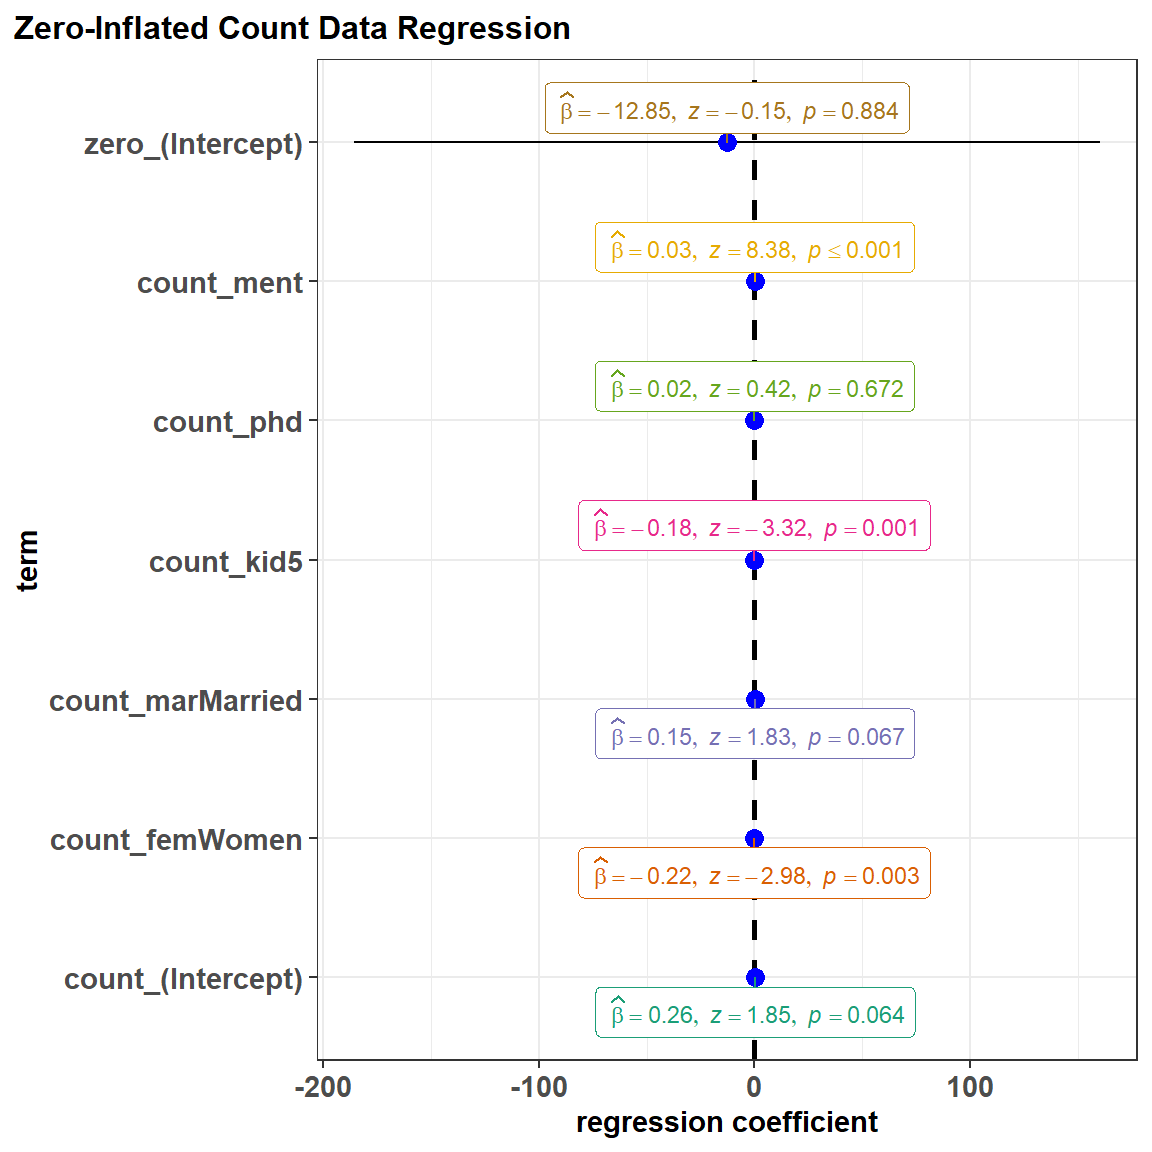 Zero-Inflated Count Data Regression
zero_(Intercept)
β̂ = −12.85, z = −0.15, p = 0.884
count_ment
β̂ = 0.03, z = 8.38, p ≤ 0.001
count_phd
β̂ = 0.02, z = 0.42, p = 0.672
count_kid5
β̂ = −0.18, z = −3.32, p = 0.001
count_marMarried
β̂ = 0.15, z = 1.83, p = 0.067
count_femWomen
β̂ = −0.22, z = −2.98, p = 0.003
count_(Intercept)
β̂ = 0.26, z = 1.85, p = 0.064
term
-200 -100 0 100
regression coefficient